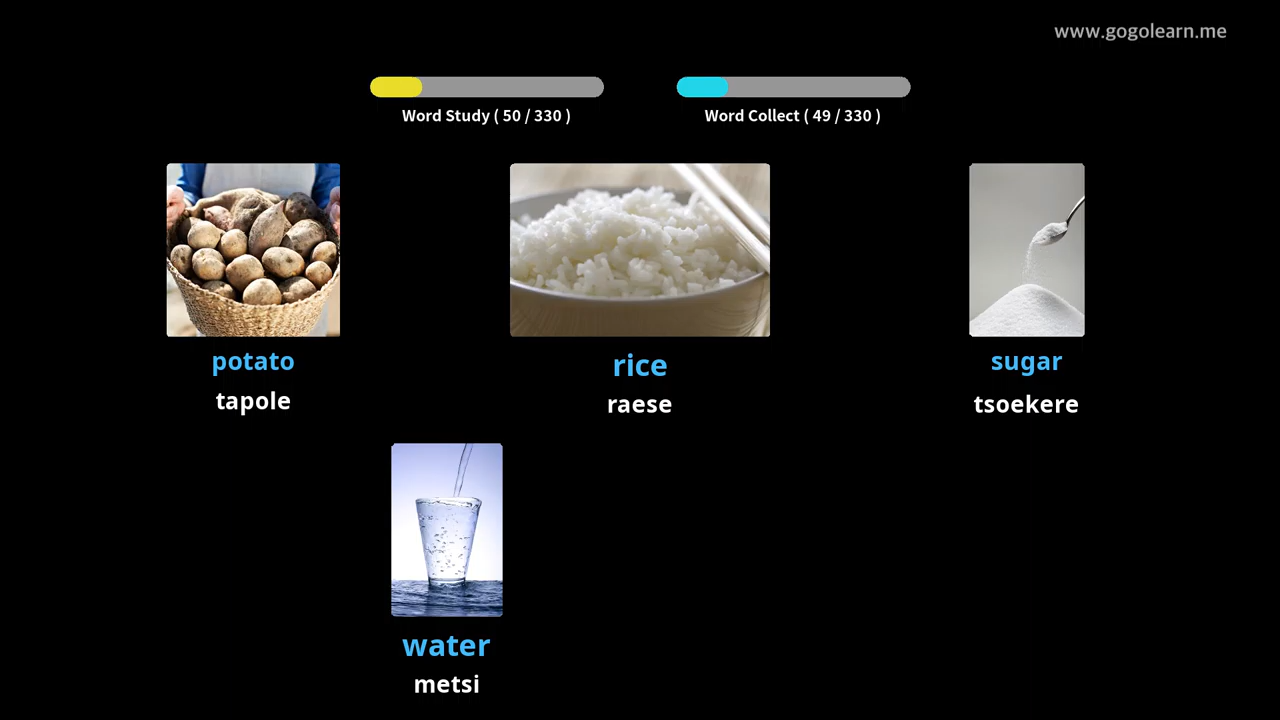 www.gogolearn.me
Word Study ( 50 / 330 )
Word Collect ( 49 / 330 )
potato
tapole
rice
raese
sugar
tsoekere
water
metsi